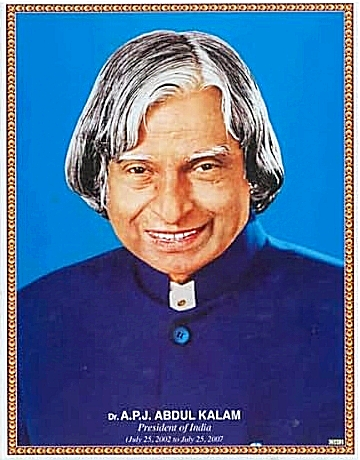 Dr. A.P.J. ABDUL KALAM
President of India
(July 25, 2002 to July 25, 2007